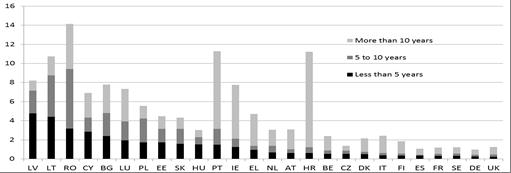 16
14
12
10
8
6
4
2
0
More than 10 years
5 to 10 years
Less than 5 years
LV LT RO CY BG LU PL EE SK HU PT IE EL NL AT HR BE CZ DK IT FI ES FR SE DE UK